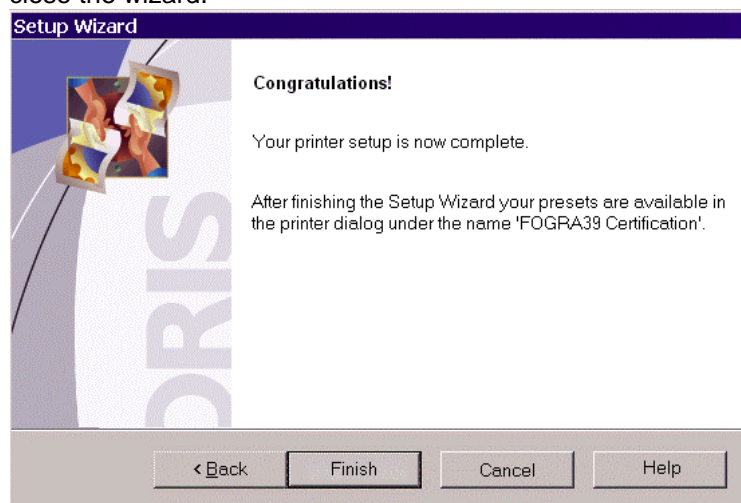 close the wizard.
Setup Wizard
Congratulations!
Your printer setup is now complete.
After finishing the Setup Wizard your presets are available in
the printer dialog under the name 'FOGRA39 Certification'.
DRIS
< Back
Finish
Cancel
Help